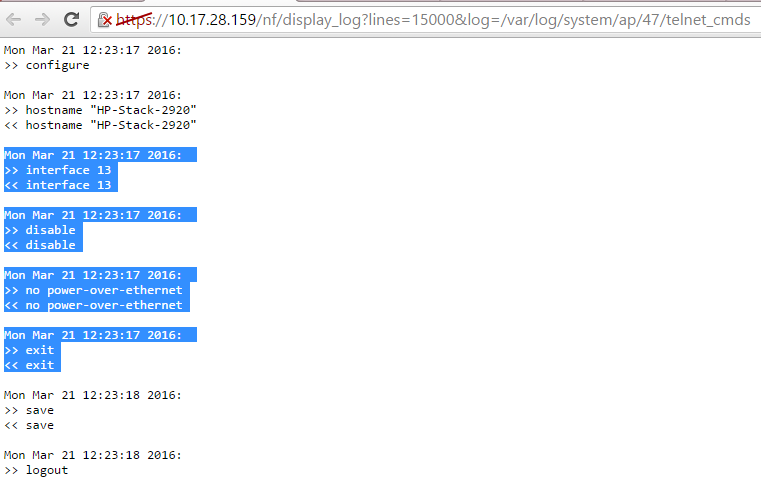 https://10.17.28.159/nf/display_log?lines=15000&log=/var/log/system/ap/47/telnet_cmds
Mon Mar 21 12:23:17 2016:
>> configure
Mon Mar 21 12:23:17 2016:
>> hostname "HP-Stack-2920"
<< hostname "HP-Stack-2920"
Mon Mar 21 12:23:17 2016:
>> interface 13
<< interface 13
Mon Mar 21 12:23:17 2016:
>> disable
<< disable
Mon Mar 21 12:23:17 2016:
>> no power-over-ethernet
<< no power-over-ethernet
Mon Mar 21 12:23:17 2016:
>> exit
<< exit
Mon Mar 21 12:23:18 2016:
>> save
<< save
Mon Mar 21 12:23:18 2016:
>> logout